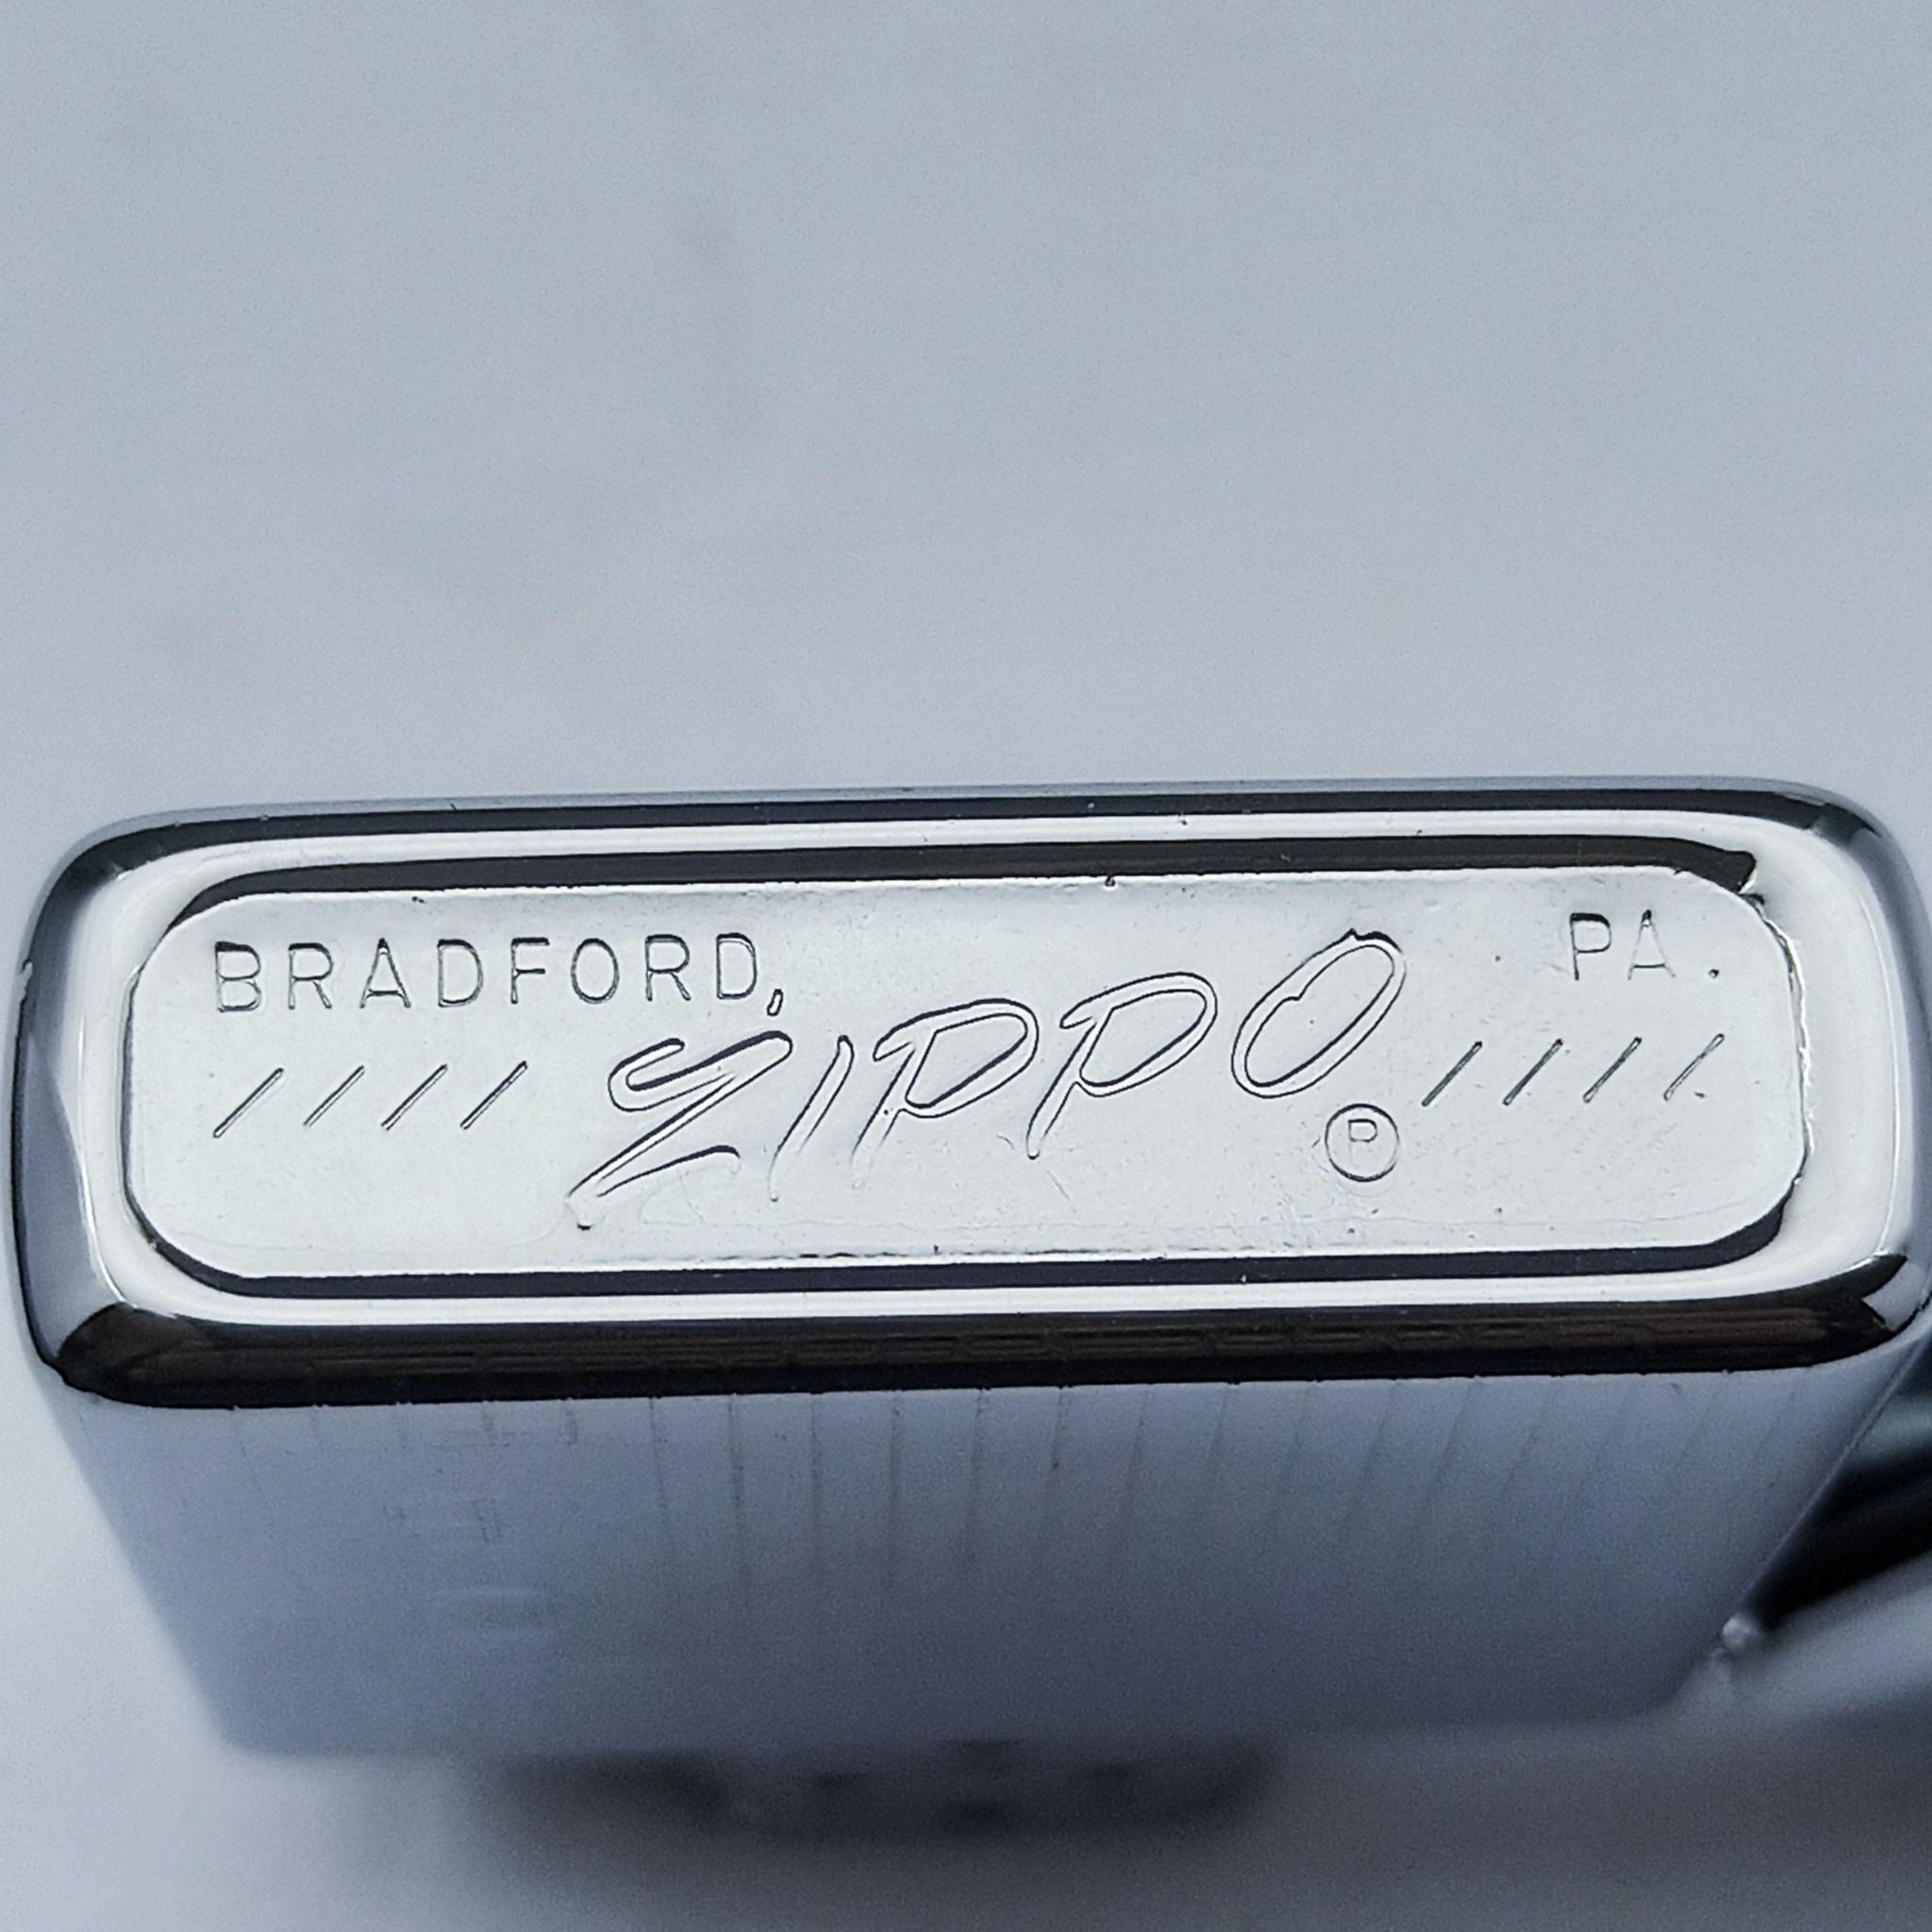 BRADFORD, PA.
//// ZIPPO ////
Ⓡ